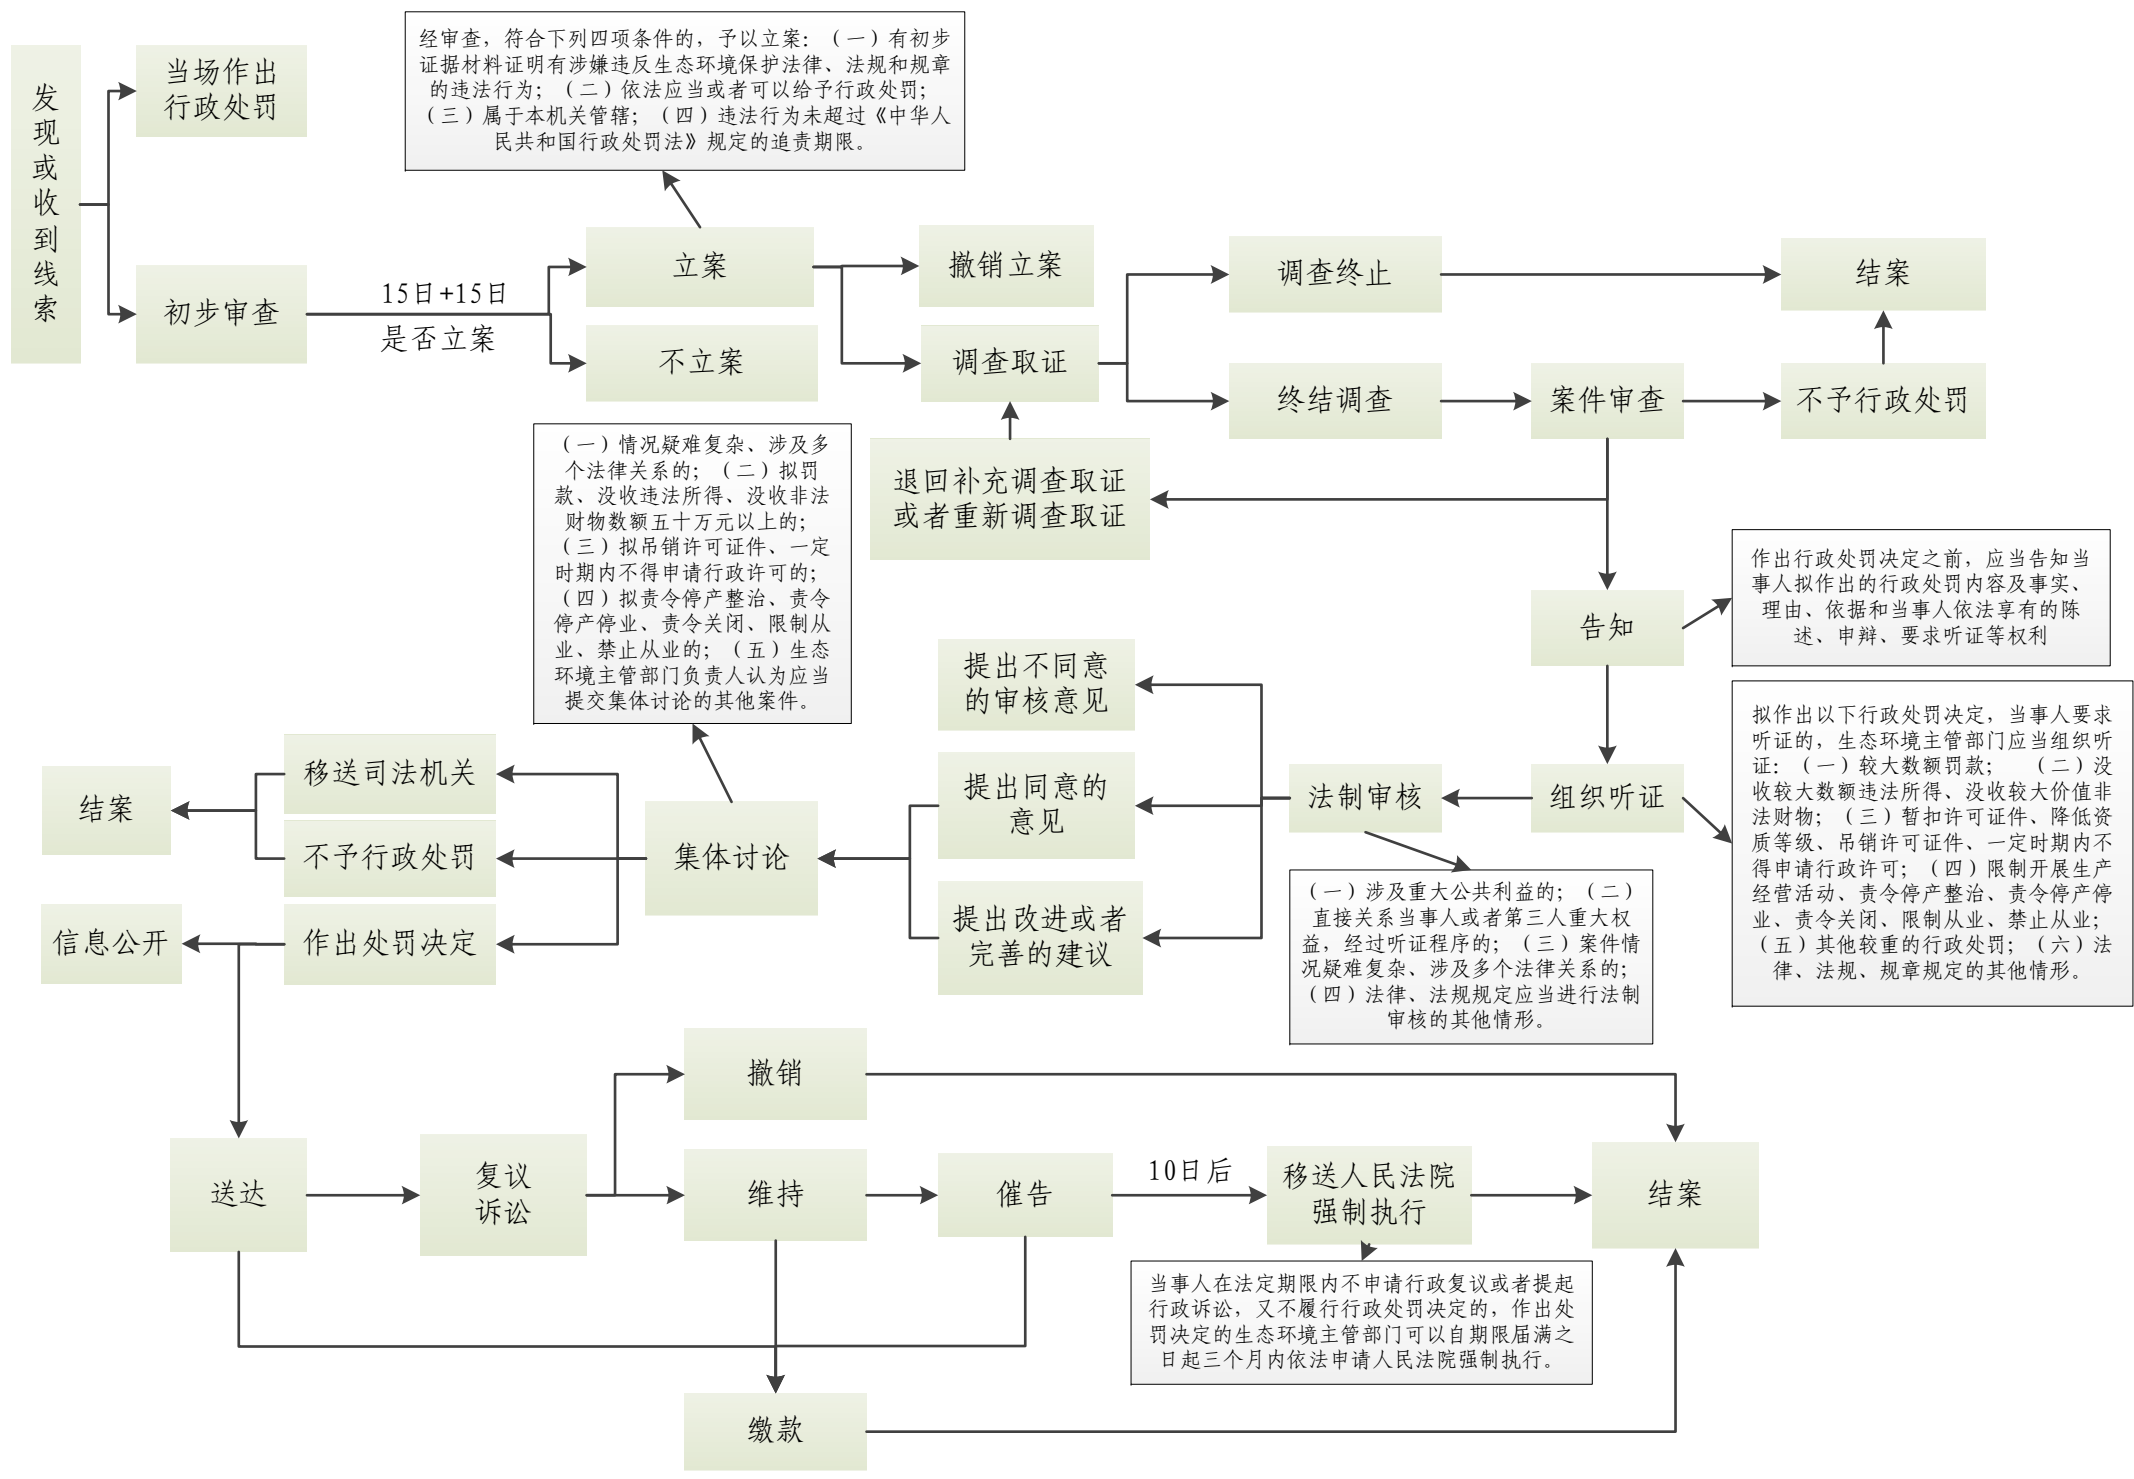 发
现
或
收
到
线
索
当场作出
行政处罚
初步审查
15日+15日
是否立案
经审查，符合下列四项条件的，予以立案：（一）有初步
证据材料证明有涉嫌违反生态环境保护法律、法规和规章
的违法行为；（二）依法应当或者可以给予行政处罚；
（三）属于本机关管辖；（四）违法行为未超过《中华人
民共和国行政处罚法》规定的追责期限。
立案
不立案
撤销立案
调查取证
调查终止
终结调查
案件审查
结案
不予行政处罚
退回补充调查取证
或者重新调查取证
告知
作出行政处罚决定之前，应当告知当
事人拟作出的行政处罚内容及事实、
理由、依据和当事人依法享有的陈
述、申辩、要求听证等权利
组织听证
拟作出以下行政处罚决定，当事人要求
听证的，生态环境主管部门应当组织听
证：（一）较大数额罚款； （二）没
收较大数额违法所得、没收较大价值非
法财物；（三）暂扣许可证件、降低资
质等级、吊销许可证件、一定时期内不
得申请行政许可；（四）限制开展生产
经营活动、责令停产整治、责令停产停
业、责令关闭、限制从业、禁止从业；
（五）其他较重的行政处罚；（六）法
律、法规、规章规定的其他情形。
法制审核
（一）涉及重大公共利益的；（二）
直接关系当事人或者第三人重大权
益，经过听证程序的；（三）案件情
况疑难复杂、涉及多个法律关系的；
（四）法律、法规规定应当进行法制
审核的其他情形。
提出不同意
的审核意见
提出同意的
意见
提出改进或者
完善的建议
集体讨论
（一）情况疑难复杂、涉及多
个法律关系的；（二）拟罚
款、没收违法所得、没收非法
财物数额五十万元以上的；
（三）拟吊销许可证件、一定
时期内不得申请行政许可的；
（四）拟责令停产整治、责令
停产停业、责令关闭、限制从
业、禁止从业的；（五）生态
环境主管部门负责人认为应当
提交集体讨论的其他案件。
移送司法机关
不予行政处罚
作出处罚决定
结案
信息公开
送达
复议
诉讼
撤销
维持
催告
10日后
移送人民法院
强制执行
结案
当事人在法定期限内不申请行政复议或者提起
行政诉讼，又不履行行政处罚决定的，作出处
罚决定的生态环境主管部门可以自期限届满之
日起三个月内依法申请人民法院强制执行。
缴款